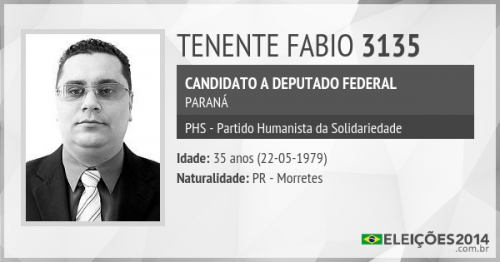 TENENTE FABIO 3135
CANDIDATO A DEPUTADO FEDERAL
PARANÁ
PHS - Partido Humanista da Solidariedade
Idade: 35 anos (22-05-1979)
Naturalidade: PR - Morretes
ELEIÇÕES2014
.com.br